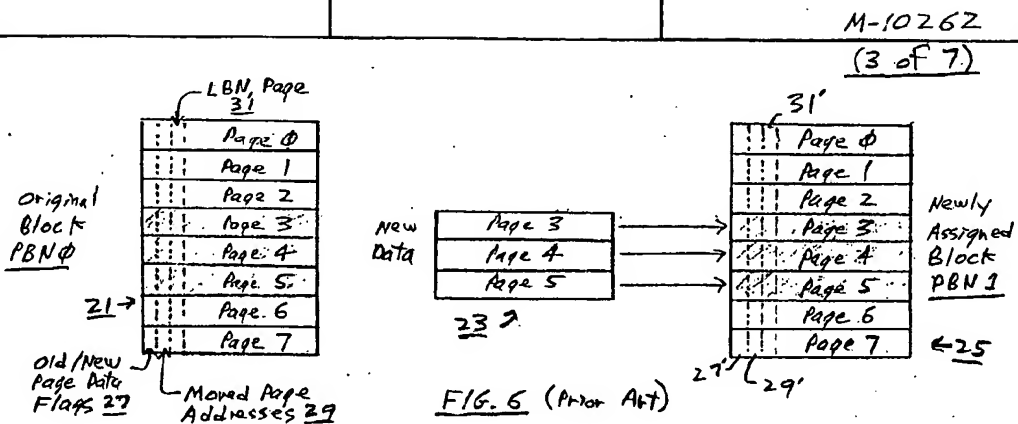 M-10262
(3 of 7)
LBN, Page
31
Page 0
Page 1
Page 2
Page 3
Page 4
Page 5
Page 6
Page 7
Original
Block
PBN0
21
Old/New
Page Data
Flags 27
Moved Page
Addresses 29
New
Data
Page 3
Page 4
Page 5
23
FIG. 6 (Prior Art)
31'
Page 0
Page 1
Page 2
Page 3
Page 4
Page 5
Page 6
Page 7
Newly
Assigned
Block
PBN 1
25
27'
29'